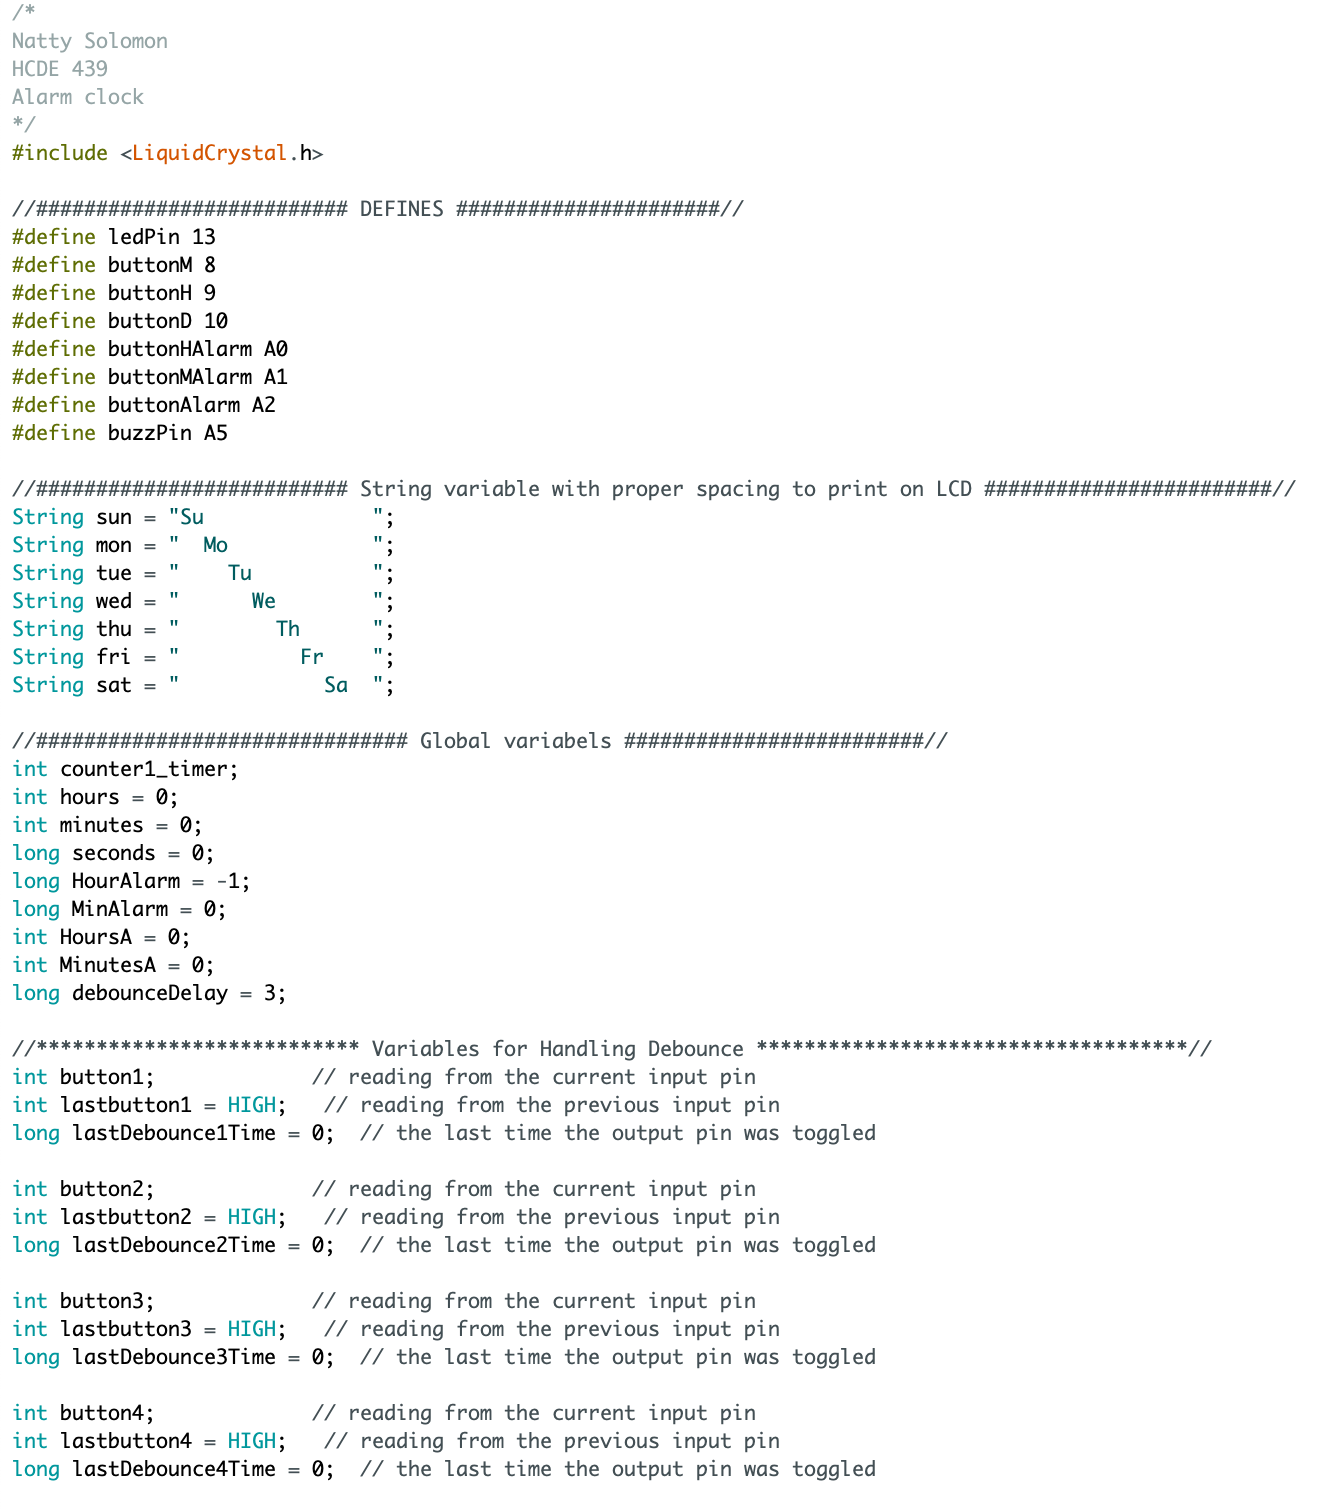 /*
Natty Solomon
HCDE 439
Alarm clock
*/
#include <LiquidCrystal.h>
//########################## DEFINES ######################//
#define ledPin 13
#define buttonM 8
#define buttonH 9
#define buttonD 10
#define buttonHAlarm A0
#define buttonMAlarm A1
#define buttonAlarm A2
#define buzzPin A5
//########################## String variable with proper spacing to print on LCD ########################//
String sun = "Su              ";
String mon = "  Mo            ";
String tue = "    Tu          ";
String wed = "      We        ";
String thu = "        Th      ";
String fri = "          Fr    ";
String sat = "            Sa  ";
//############################### Global variabels #########################//
int counter1_timer;
int hours = 0;
int minutes = 0;
long seconds = 0;
long HourAlarm = -1;
long MinAlarm = 0;
int HoursA = 0;
int MinutesA = 0;
long debounceDelay = 3;
//*************************** Variables for Handling Debounce ************************************//
int button1;             // reading from the current input pin
int lastbutton1 = HIGH;   // reading from the previous input pin
long lastDebounce1Time = 0;  // the last time the output pin was toggled
int button2;             // reading from the current input pin
int lastbutton2 = HIGH;   // reading from the previous input pin
long lastDebounce2Time = 0;  // the last time the output pin was toggled
int button3;             // reading from the current input pin
int lastbutton3 = HIGH;   // reading from the previous input pin
long lastDebounce3Time = 0;  // the last time the output pin was toggled
int button4;             // reading from the current input pin
int lastbutton4 = HIGH;   // reading from the previous input pin
long lastDebounce4Time = 0;  // the last time the output pin was toggled